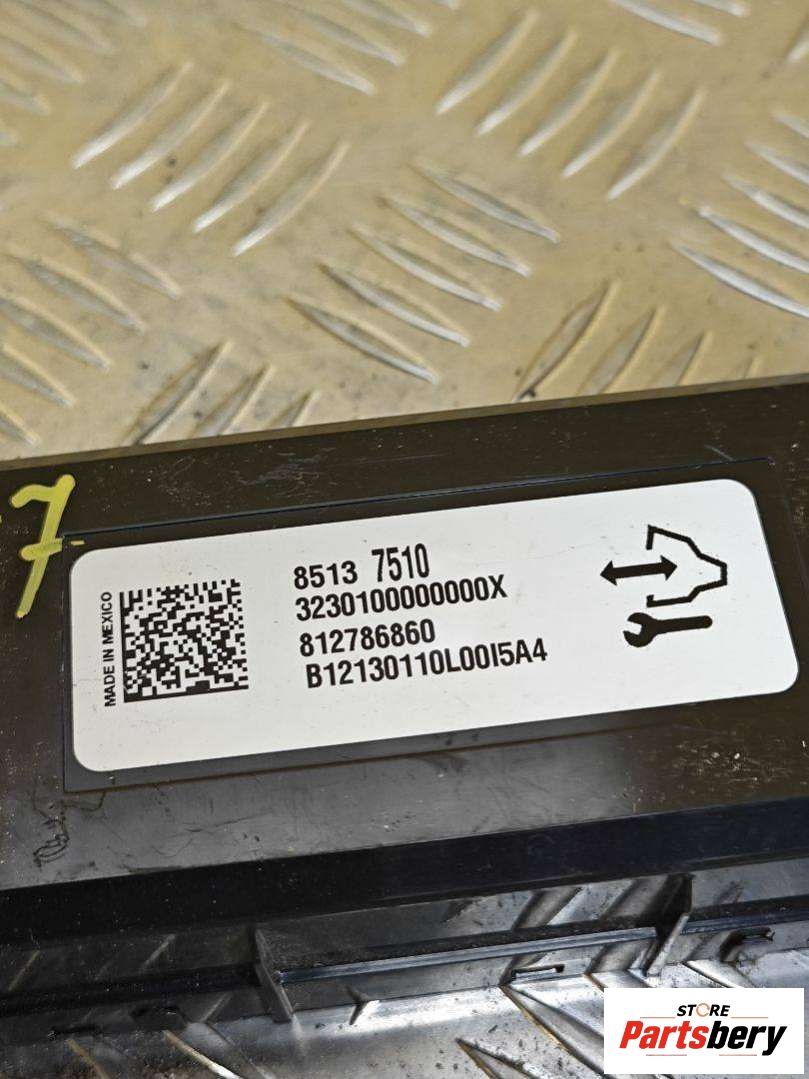 7
MADE IN MEXICO
8513 7510
3230100000000X
812786860
B12130110L00I5A4
STORE
Partsbery